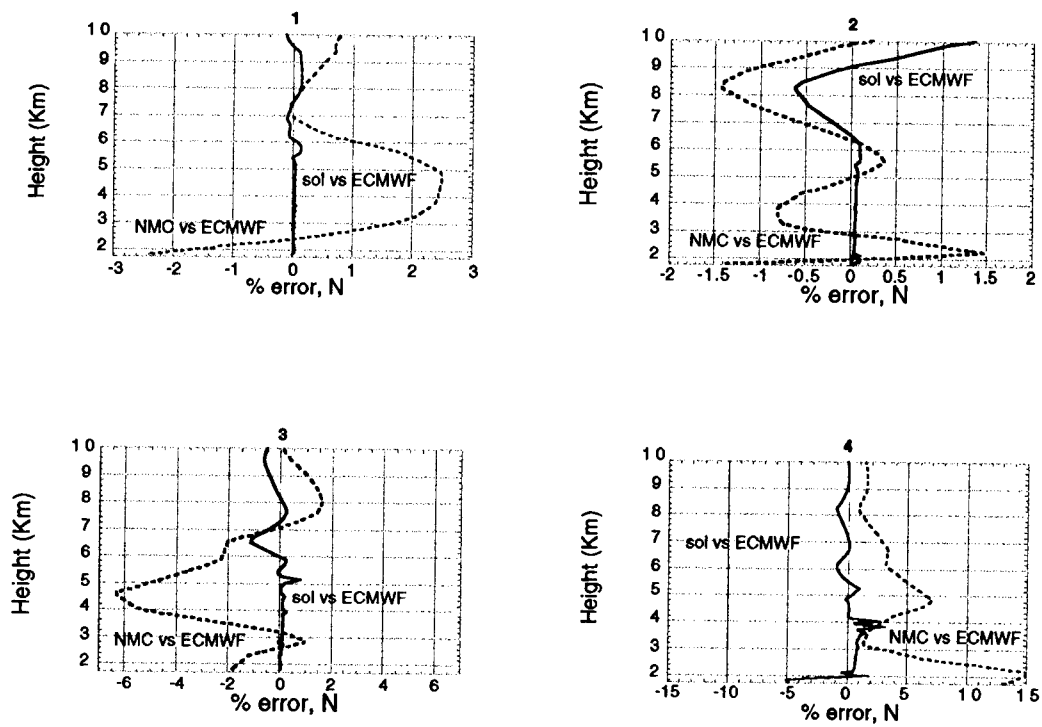 1
10
9
8
7
6
5
4
3
2
Height (Km)
sol vs ECMWF
NMC vs ECMWF
-3 -2 -1 0 1 2 3
% error, N
2
10
9
8
7
6
5
4
3
2
Height (Km)
sol vs ECMWF
NMC vs ECMWF
-2 -1.5 -1 -0.5 0 0.5 1 1.5 2
% error, N
3
10
9
8
7
6
5
4
3
2
Height (Km)
sol vs ECMWF
NMC vs ECMWF
-6 -4 -2 0 2 4 6
% error, N
4
10
9
8
7
6
5
4
3
2
Height (Km)
sol vs ECMWF
NMC vs ECMWF
-15 -10 -5 0 5 10 15
% error, N